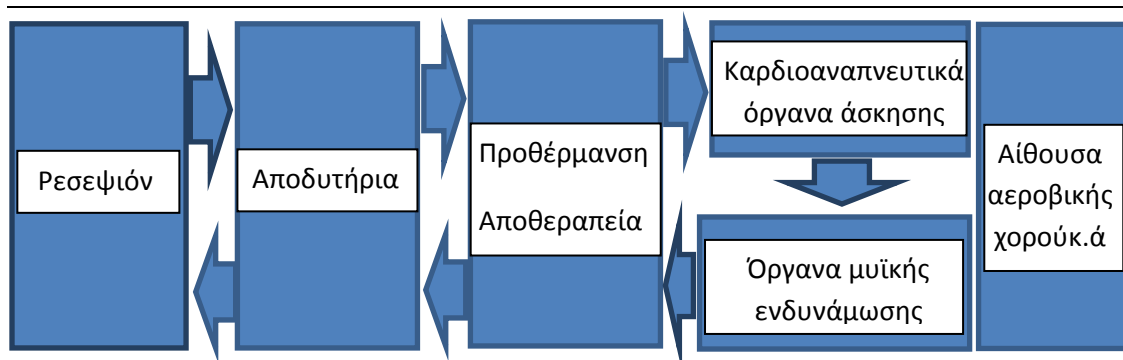 Ρεσεψιόν
Αποδυτήρια
Προθέρμανση
Αποθεραπεία
Καρδιοαναπνευτικά
όργανα άσκησης
Όργανα μυϊκής
ενδυνάμωσης
Αίθουσα
αεροβικής
χορούκ.ά